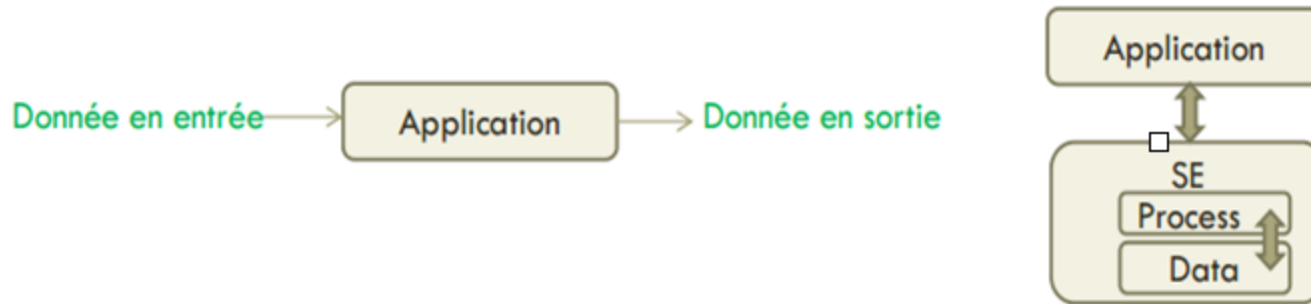 Donnée en entrée
Application
Donnée en sortie
Application
SE
Process
Data